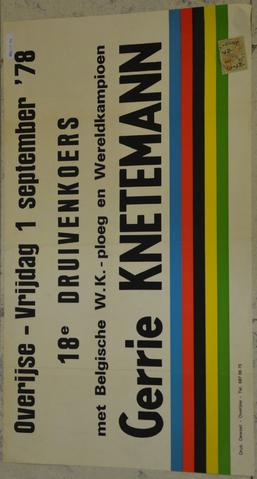 Overijse - Vrijdag 1 september '78
18e DRUIVENKOERS
met Belgische W.K.-ploeg en Wereldkampioen
Gerrie KNETEMANN